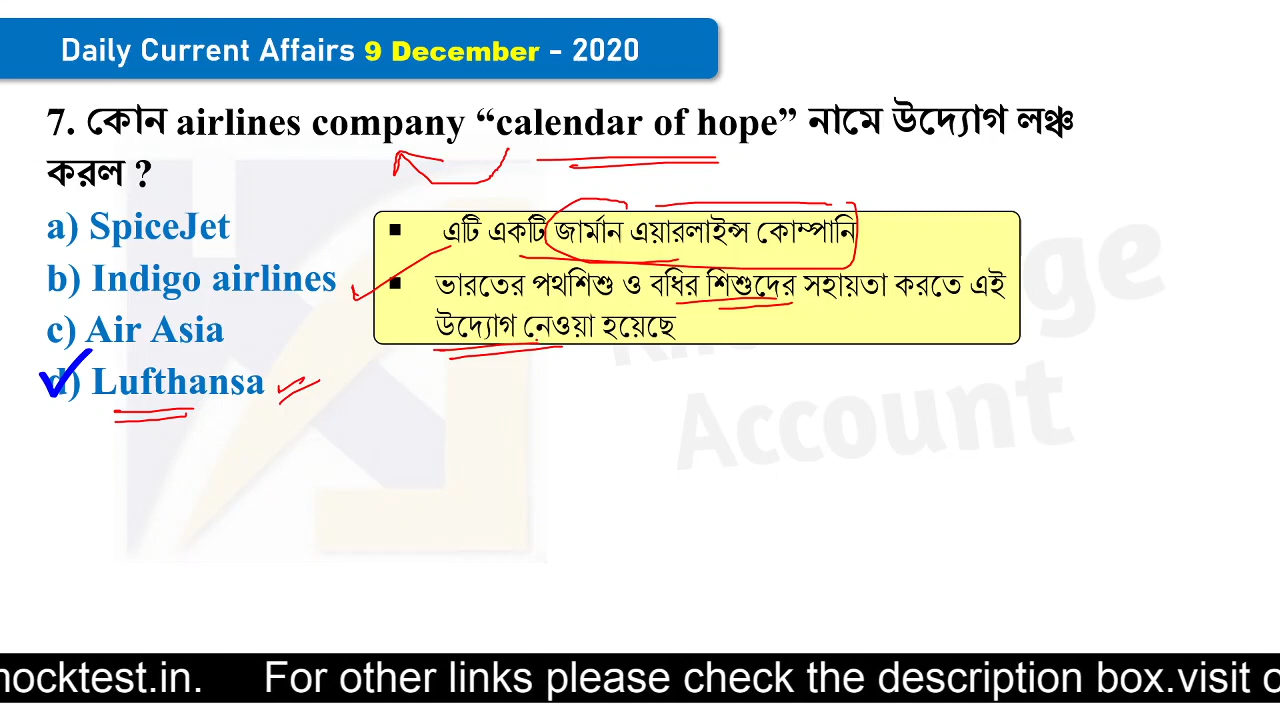 Daily Current Affairs 9 December - 2020
7. কোন airlines company “calendar of hope” নামে উদ্যোগ লঞ্চ
করল ?
a) SpiceJet
b) Indigo airlines
c) Air Asia
d) Lufthansa
▪ এটি একটি জার্মান এয়ারলাইন্স কোম্পানি
▪ ভারতের পথশিশু ও বধির শিশুদের সহায়তা করতে এই
উদ্যোগ নেওয়া হয়েছে
Account
nocktest.in. For other links please check the description box.visit